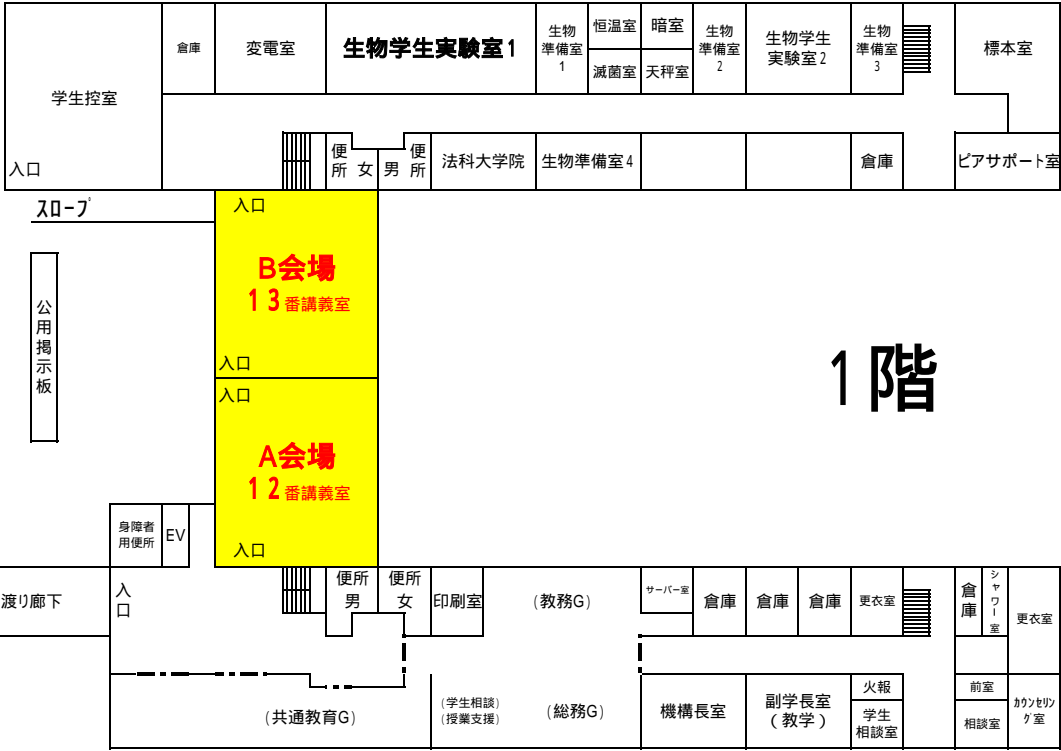 学生控室
入口
倉庫
変電室
生物学生実験室1
生物
準備室
1
恒温室
暗室
滅菌室
天秤室
生物
準備室
2
生物学生
実験室2
生物
準備室
3
標本室
便
所
女
男
便
所
法科大学院
生物準備室4
倉庫
ピアサポート室
スロープ
公
用
掲
示
板
入口
B会場
13番講義室
入口
入口
A会場
12番講義室
入口
1階
身障者
用便所
EV
渡り廊下
入
口
便所
男
便所
女
印刷室
(教務G)
サーバー室
倉庫
倉庫
倉庫
更衣室
倉
庫
シ
ャ
ワ
ー
室
更衣室
(共通教育G)
(学生相談)
(授業支援)
(総務G)
機構長室
副学長室
(教学)
火報
学生
相談室
前室
相談室
カウンセリン
グ室